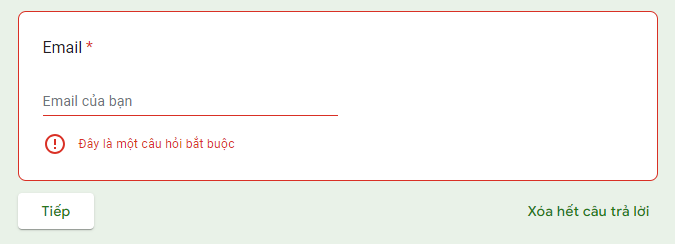 Email *
Email của bạn
Đây là một câu hỏi bắt buộc
Tiếp
Xóa hết câu trả lời